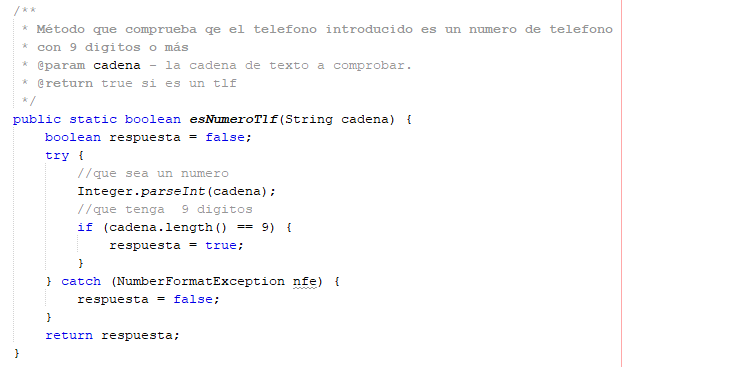 /**
 * Método que comprueba qe el telefono introducido es un numero de telefono
 * con 9 digitos o más
 * @param cadena - la cadena de texto a comprobar.
 * @return true si es un tlf
 */
public static boolean esNumeroTlf(String cadena) {
    boolean respuesta = false;
    try {
        //que sea un numero
        Integer.parseInt(cadena);
        //que tenga  9 digitos
        if (cadena.length() == 9) {
            respuesta = true;
        }
    } catch (NumberFormatException nfe) {
        respuesta = false;
    }
    return respuesta;
}